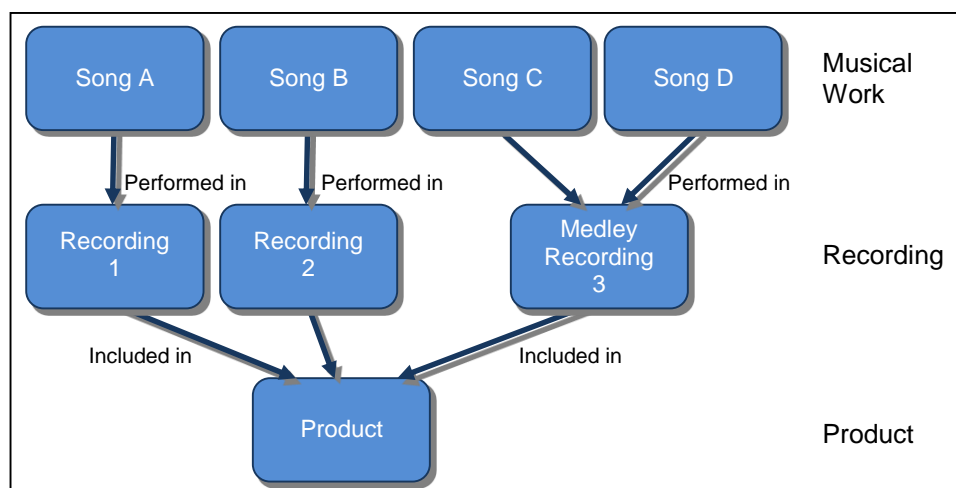 Song A
Song B
Song C
Song D
Musical
Work
Performed in
Performed in
Performed in
Recording
1
Recording
2
Medley
Recording
3
Recording
Included in
Included in
Product
Product